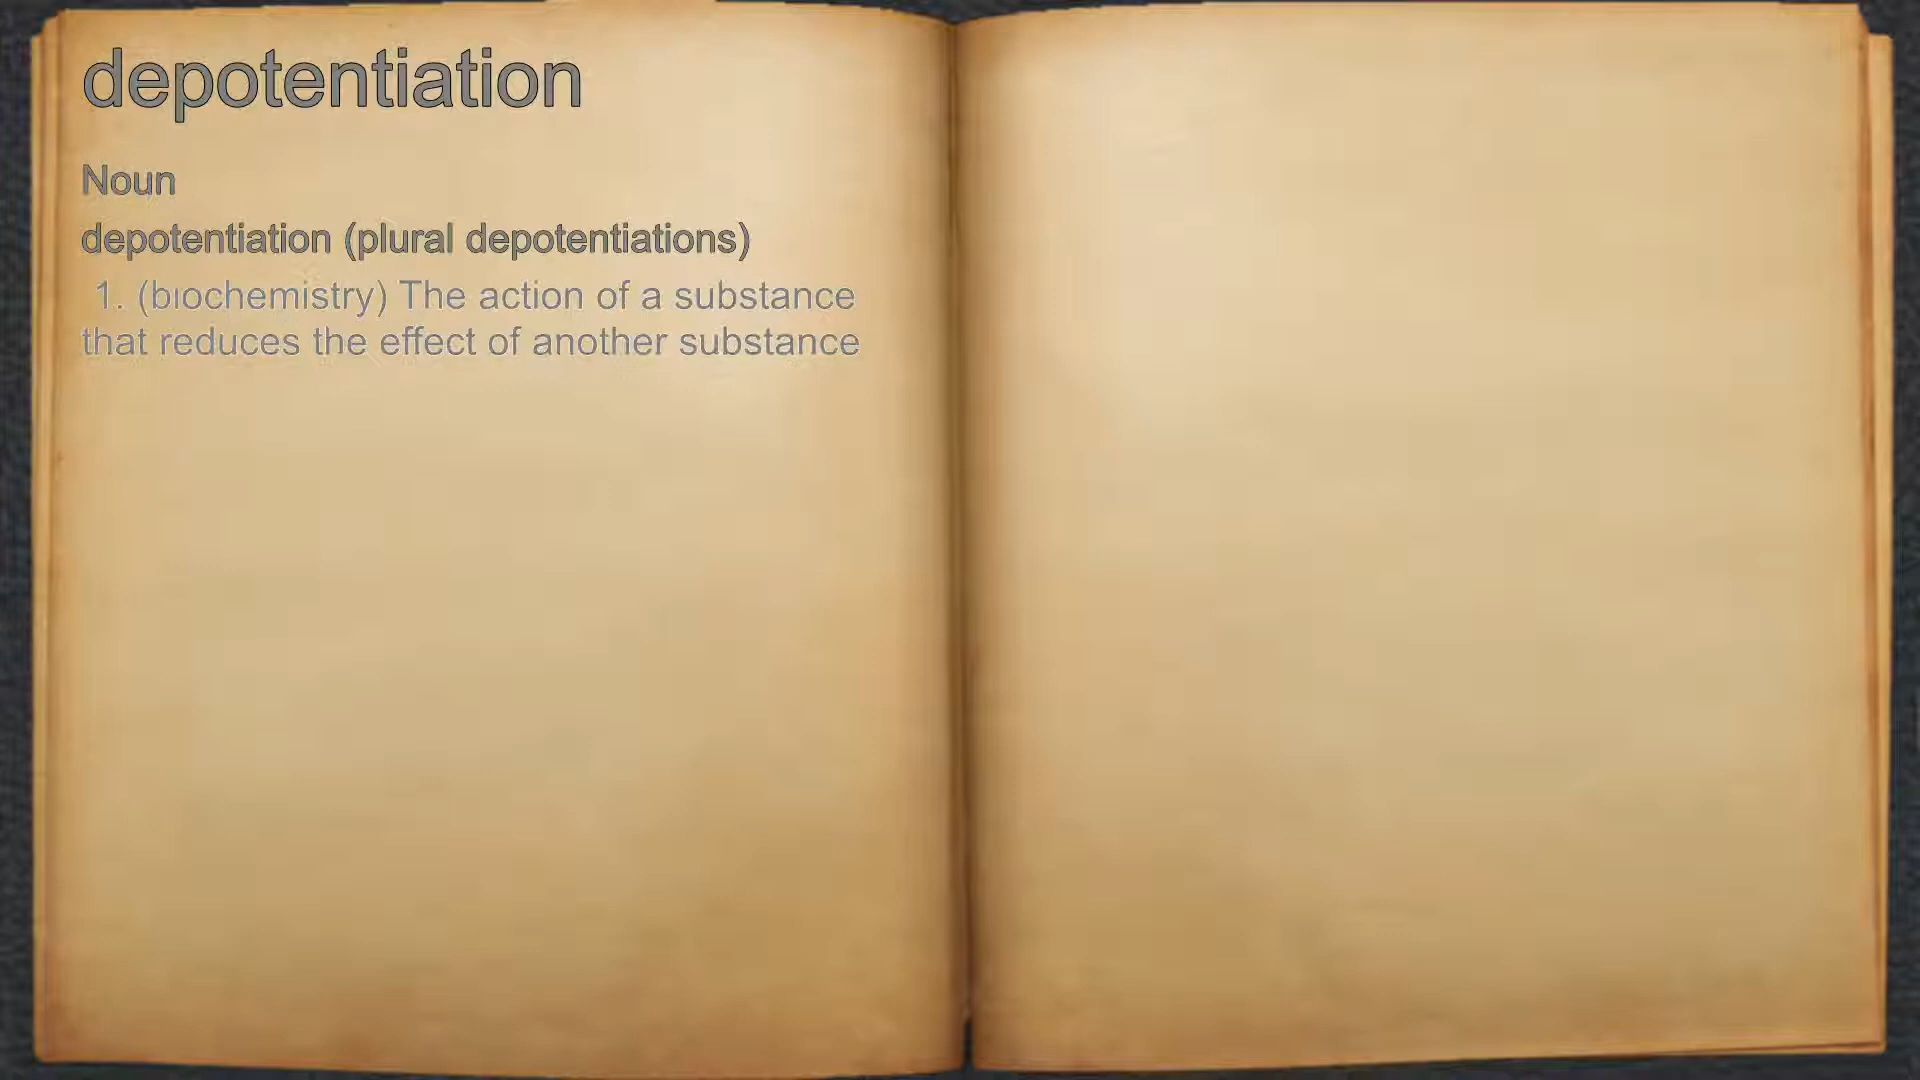 depotentiation
Noun
depotentiation (plural depotentiations)
1. (biochemistry) The action of a substance
that reduces the effect of another substance